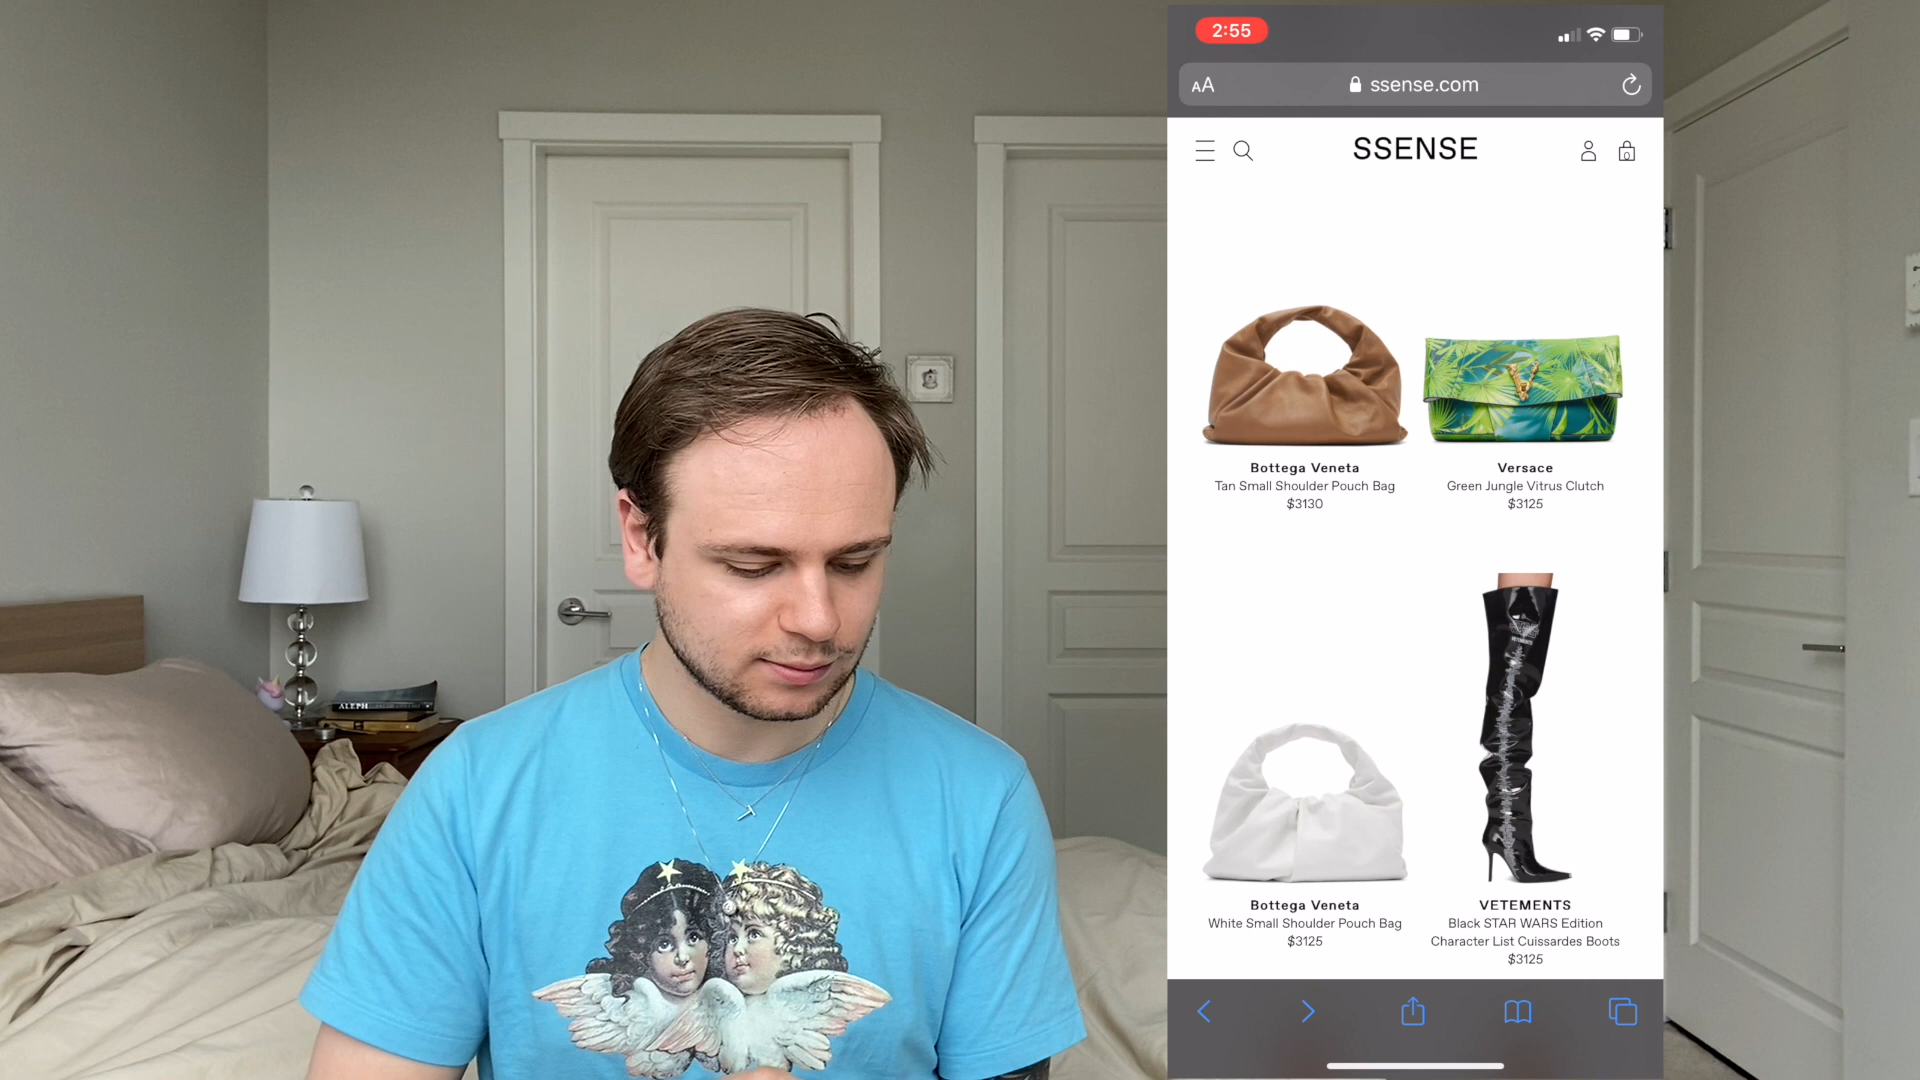 ALEPH
2:55
AA
ssense.com
SSENSE
0
Bottega Veneta
Tan Small Shoulder Pouch Bag
$3130
Versace
Green Jungle Vitrus Clutch
$3125
VETEMENTS
Bottega Veneta
White Small Shoulder Pouch Bag
$3125
VETEMENTS
Black STAR WARS Edition
Character List Cuissardes Boots
$3125